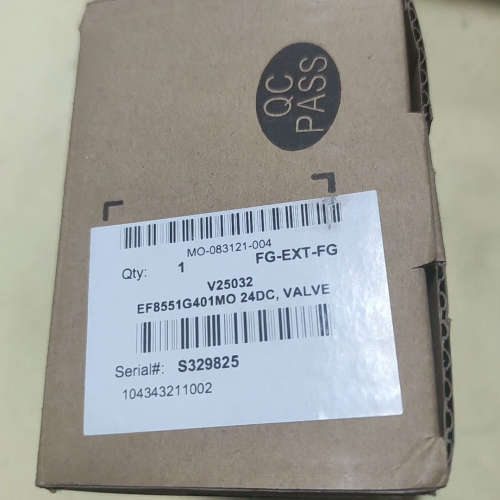 QC
PASS
MO-083121-004
Qty: 1 FG-EXT-FG
V25032
EF8551G401MO 24DC, VALVE
Serial#: S329825
104343211002